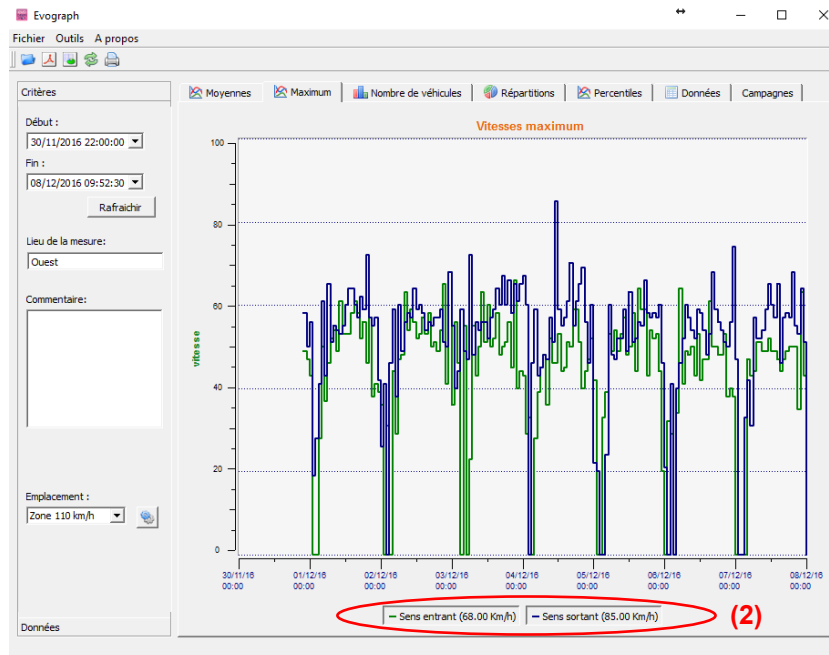 Evograph
Fichier Outils A propos
Critères
Moyennes Maximum Nombre de véhicules Répartitions Percentiles Données Campagnes
Début :
30/11/2016 22:00:00
Fin :
08/12/2016 09:52:30
Rafraichir
Lieu de la mesure:
Ouest
Commentaire:
Emplacement :
Zone 110 km/h
Données
Vitesses maximum
vitesse
100
80
60
40
20
0
30/11/16 01/12/16 02/12/16 03/12/16 04/12/16 05/12/16 06/12/16 07/12/16 08/12/16
00:00 00:00 00:00 00:00 00:00 00:00 00:00 00:00 00:00
Sens entrant (68.00 Km/h) Sens sortant (85.00 Km/h) (2)